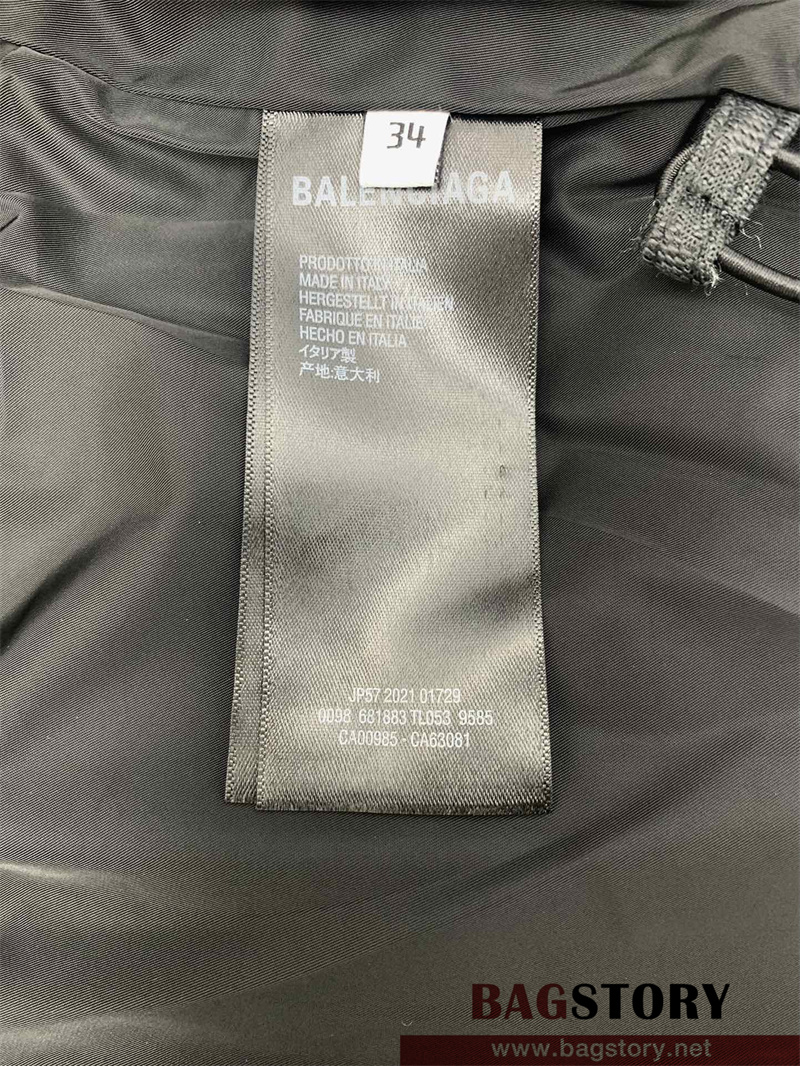 34
BALENCIAGA
PRODOTTO IN ITALIA
MADE IN ITALY
HERGESTELLT IN ITALIEN
FABRIQUE EN ITALIE
HECHO EN ITALIA
イタリア製
产地:意大利
JP57 2021 01729
0098 681883 TL053 9585
CA00985 - CA63081
BAGSTORY
www.bagstory.net